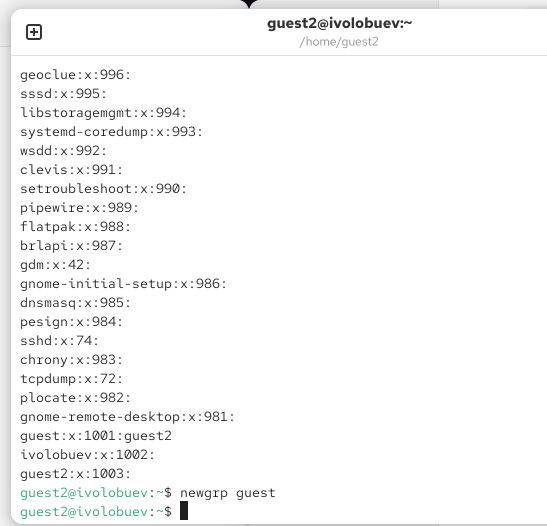 guest2@ivolobuev:~
/home/guest2
geoclue:x:996:
sssd:x:995:
libstoragemgmt:x:994:
systemd-coredump:x:993:
wsdd:x:992:
clevis:x:991:
setroubleshoot:x:990:
pipewire:x:989:
flatpak:x:988:
brlapi:x:987:
gdm:x:42:
gnome-initial-setup:x:986:
dnsmasq:x:985:
pesign:x:984:
sshd:x:74:
chrony:x:983:
tcpdump:x:72:
plocate:x:982:
gnome-remote-desktop:x:981:
guest:x:1001:guest2
ivolobuev:x:1002:
guest2:x:1003:
guest2@ivolobuev:~$ newgrp guest
guest2@ivolobuev:~$